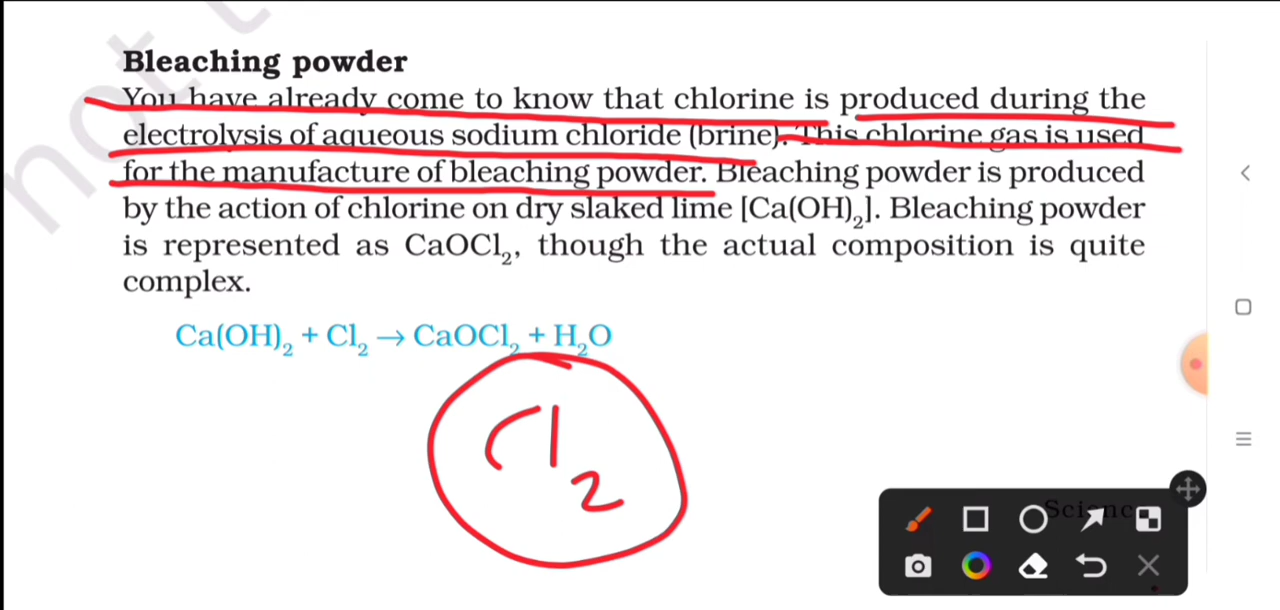 not t
Bleaching powder
You have already come to know that chlorine is produced during the
electrolysis of aqueous sodium chloride (brine). This chlorine gas is used
for the manufacture of bleaching powder. Bleaching powder is produced
by the action of chlorine on dry slaked lime [Ca(OH)₂]. Bleaching powder
is represented as CaOCl₂, though the actual composition is quite
complex.
Ca(OH)₂ + Cl₂ → CaOCl₂ + H₂O
Cl₂
Science